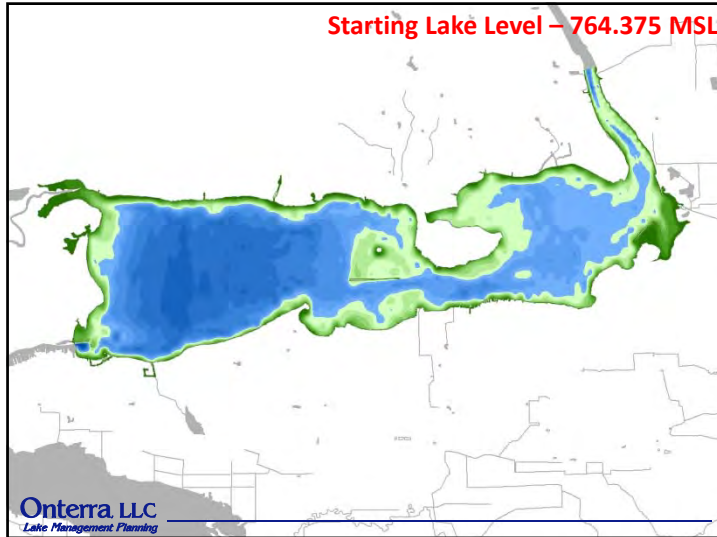 Starting Lake Level – 764.375 MSL
Onterra LLC
Lake Management Planning